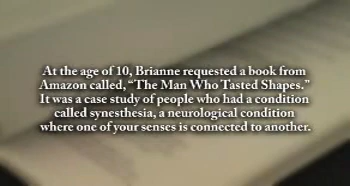 At the age of 10, Brianne requested a book from
Amazon called, “The Man Who Tasted Shapes.”
It was a case study of people who had a condition
called synesthesia, a neurological condition
where one of your senses is connected to another.